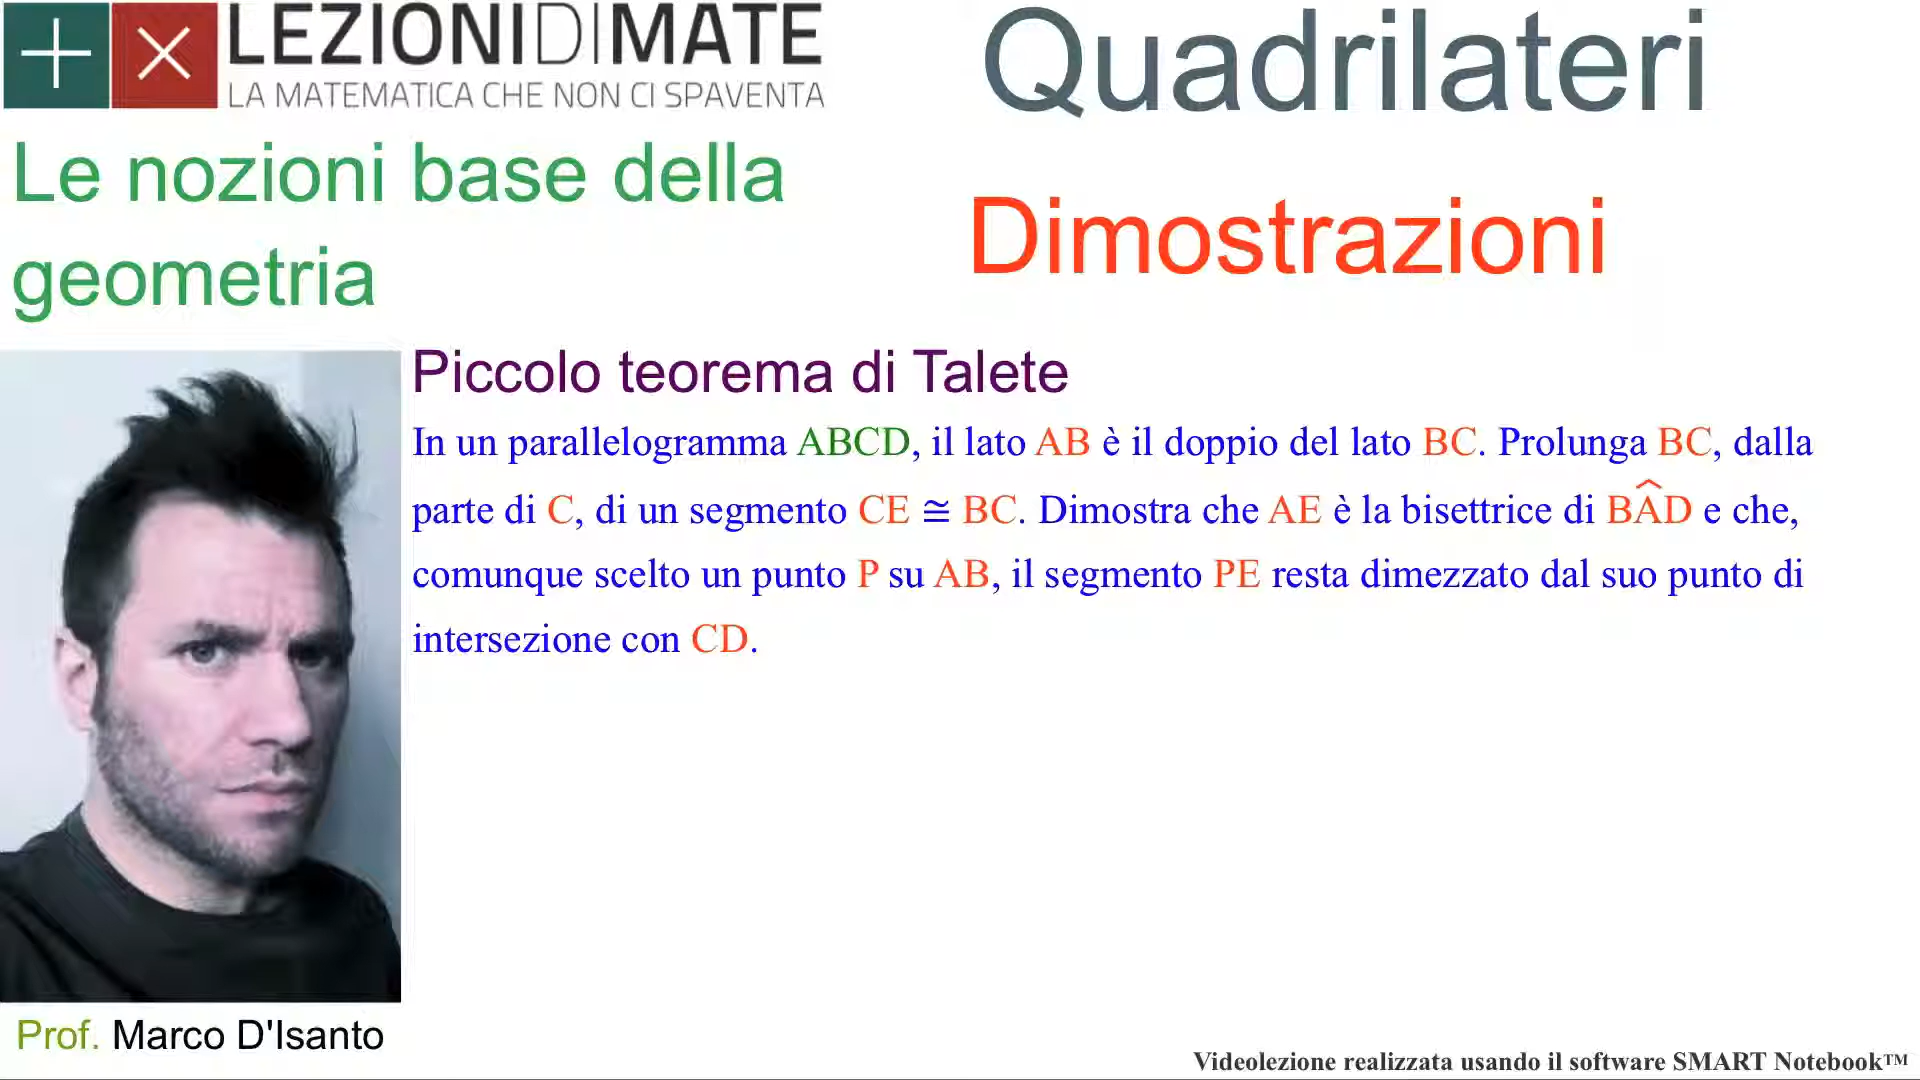 LEZIONIDIMATE
LA MATEMATICA CHE NON CI SPAVENTA
Quadrilateri
Le nozioni base della
geometria
Dimostrazioni
Piccolo teorema di Talete
In un parallelogramma ABCD, il lato AB è il doppio del lato BC. Prolunga BC, dalla
parte di C, di un segmento CE ≅ BC. Dimostra che AE è la bisettrice di BÂD e che,
comunque scelto un punto P su AB, il segmento PE resta dimezzato dal suo punto di
intersezione con CD.
Prof. Marco D'Isanto
Videolezione realizzata usando il software SMART Notebook™